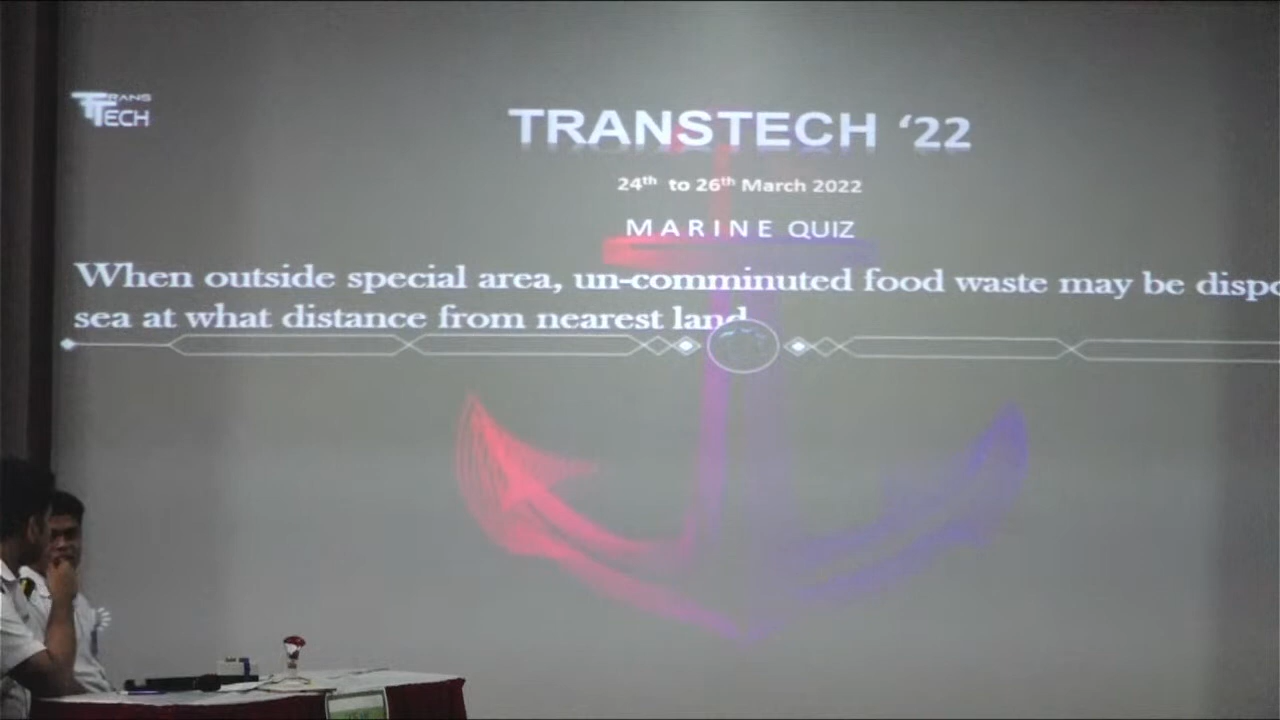 TRANS
TECH
TRANSTECH ‘22
24th to 26th March 2022
MARINE QUIZ
When outside special area, un-comminuted food waste may be
sea at what distance from nearest land